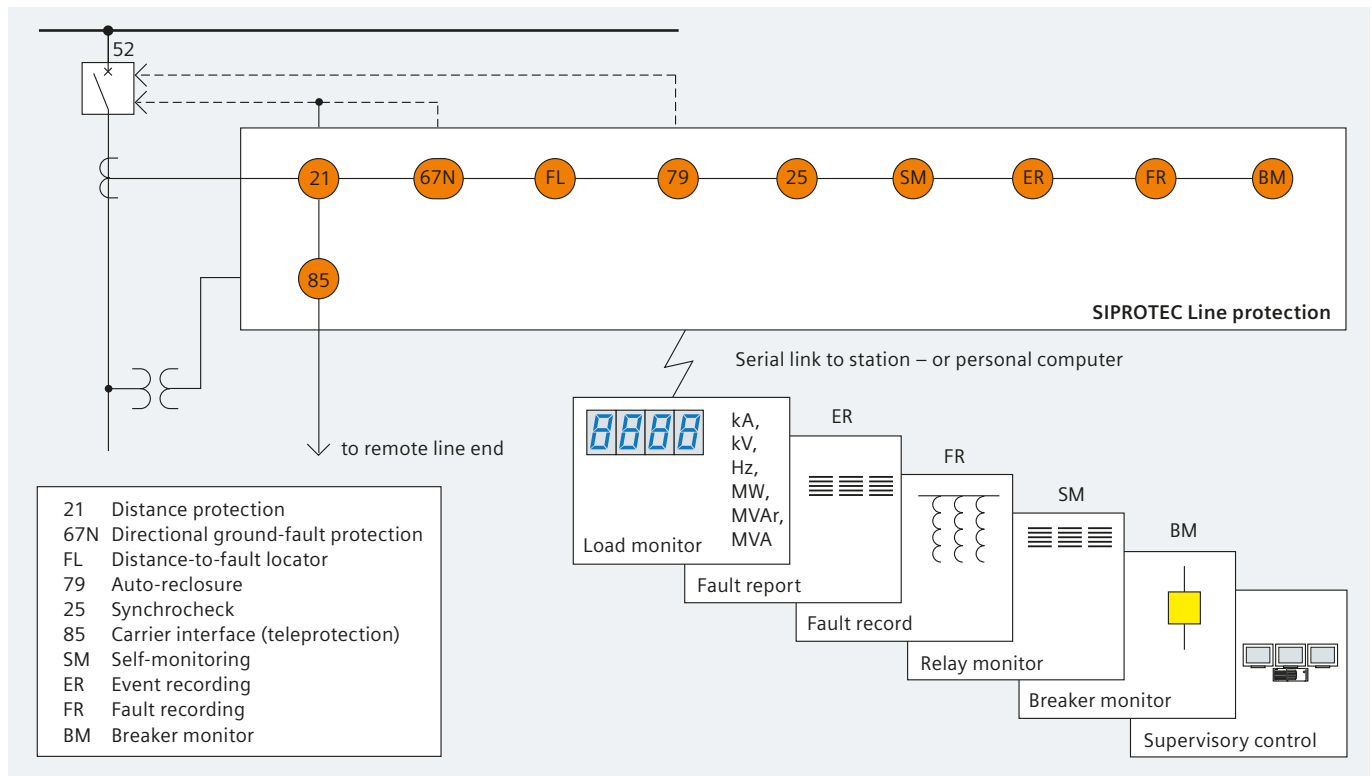 52
21
67N
FL
79
25
SM
ER
FR
BM
85
SIPROTEC Line protection
Serial link to station – or personal computer
to remote line end
8888
kA,
kV,
Hz,
MW,
MVAr,
MVA
Load monitor
ER
Fault report
FR
Fault record
SM
Relay monitor
BM
Breaker monitor
Supervisory control
21 Distance protection
67N Directional ground-fault protection
FL Distance-to-fault locator
79 Auto-reclosure
25 Synchrocheck
85 Carrier interface (teleprotection)
SM Self-monitoring
ER Event recording
FR Fault recording
BM Breaker monitor